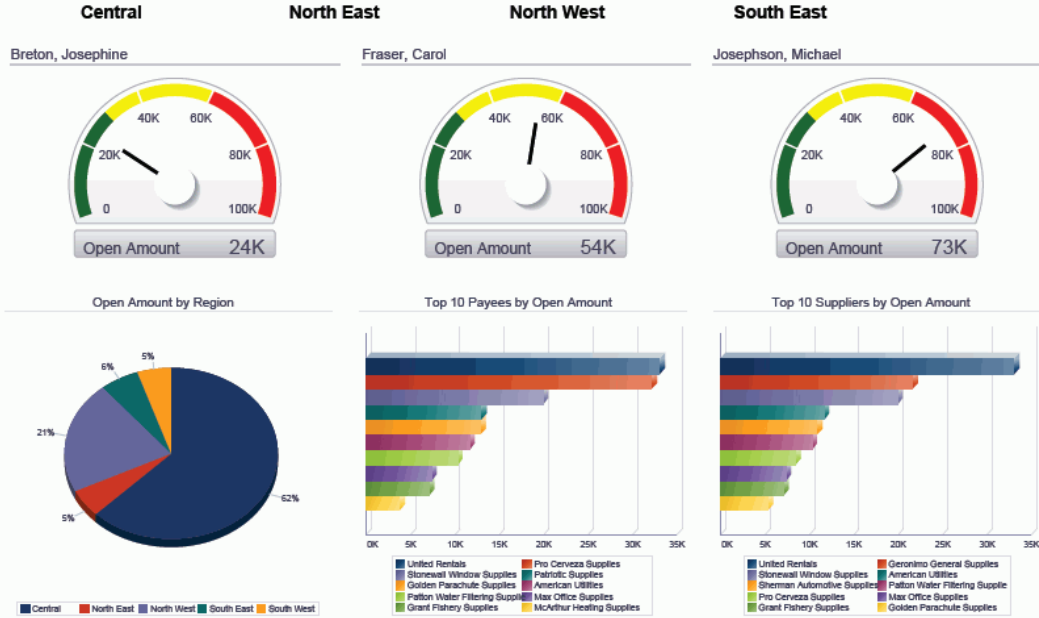 Central North East North West South East
Breton, Josephine
Fraser, Carol
Josephson, Michael
0 20K 40K 60K 80K 100K
Open Amount 24K
0 20K 40K 60K 80K 100K
Open Amount 54K
0 20K 40K 60K 80K 100K
Open Amount 73K
Open Amount by Region
5%
6%
21%
5%
62%
Central North East North West South East South West
Top 10 Payees by Open Amount
0K 5K 10K 15K 20K 25K 30K 35K
United Rentals Pro Cerveza Supplies
Stonewall Window Supplies Patriotic Supplies
Golden Parachute Supplies American Utilities
Patton Water Filtering Supplie Max Office Supplies
Grant Fishery Supplies McArthur Heating Supplies
Top 10 Suppliers by Open Amount
0K 5K 10K 15K 20K 25K 30K 35K
United Rentals Geronimo General Supplies
Stonewall Window Supplies American Utilities
Sherman Automotive Supplies Patton Water Filtering Supplie
Pro Cerveza Supplies Max Office Supplies
Grant Fishery Supplies Golden Parachute Supplies